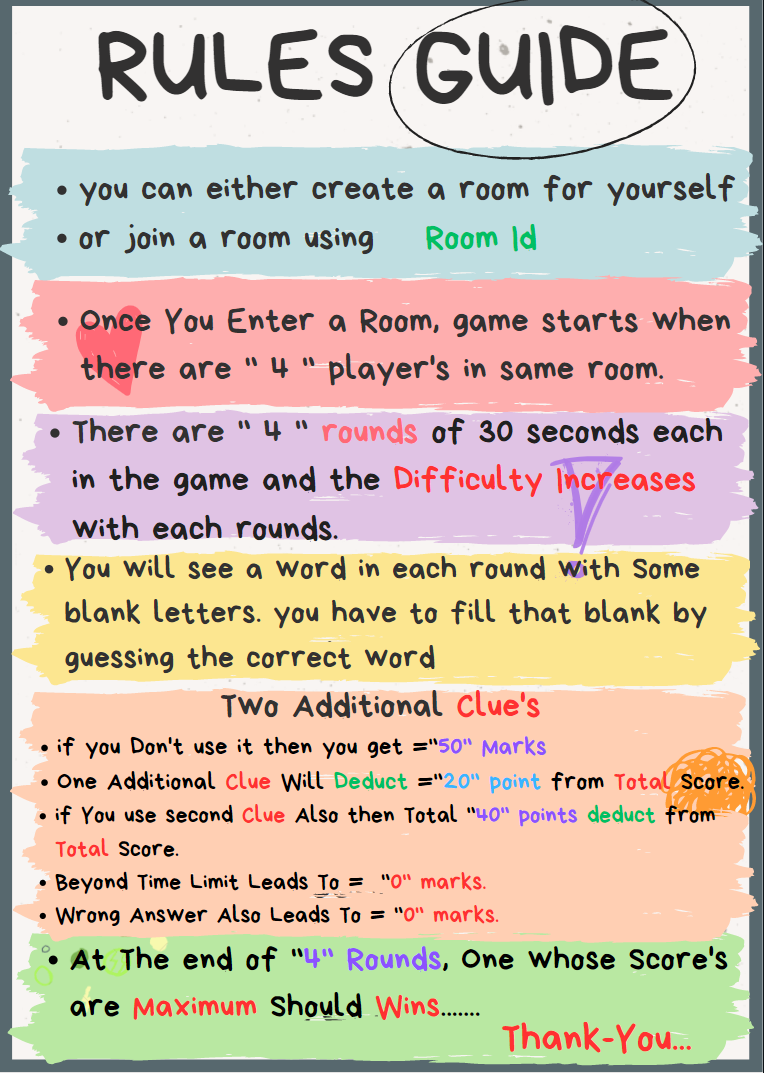 RULES GUIDE
• you can either create a room for yourself
• or join a room using Room Id
• Once You Enter a Room, game starts when
there are " 4 " player's in same room.
• There are " 4 " rounds of 30 seconds each
in the game and the Difficulty Increases
with each rounds.
• You will see a word in each round with Some
blank letters. you have to fill that blank by
guessing the correct word
Two Additional Clue's
• if you Don't use it then you get ="50" Marks
• One Additional Clue Will Deduct ="20" point from Total Score.
• if You use second Clue Also then Total "40" points deduct from
Total Score.
• Beyond Time Limit Leads To = "0" marks.
• Wrong Answer Also Leads To = "0" marks.
• At The end of "4" Rounds, One whose Score's
are Maximum Should Wins.......
Thank-You...